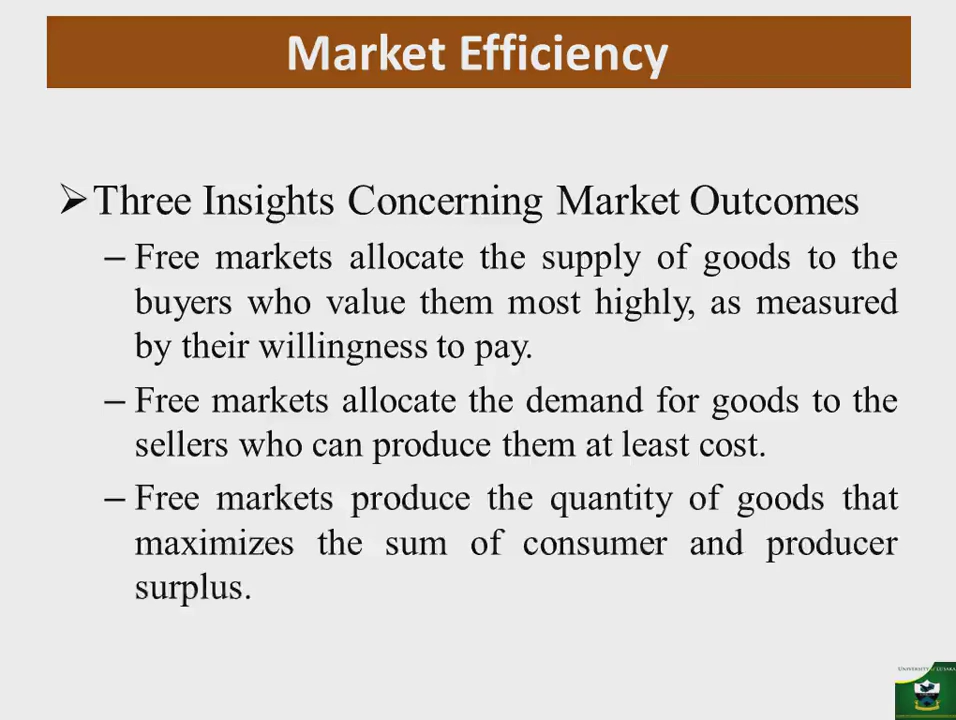 Market Efficiency
➢Three Insights Concerning Market Outcomes
– Free markets allocate the supply of goods to the
buyers who value them most highly, as measured
by their willingness to pay.
– Free markets allocate the demand for goods to the
sellers who can produce them at least cost.
– Free markets produce the quantity of goods that
maximizes the sum of consumer and producer
surplus.
University of Lusaka